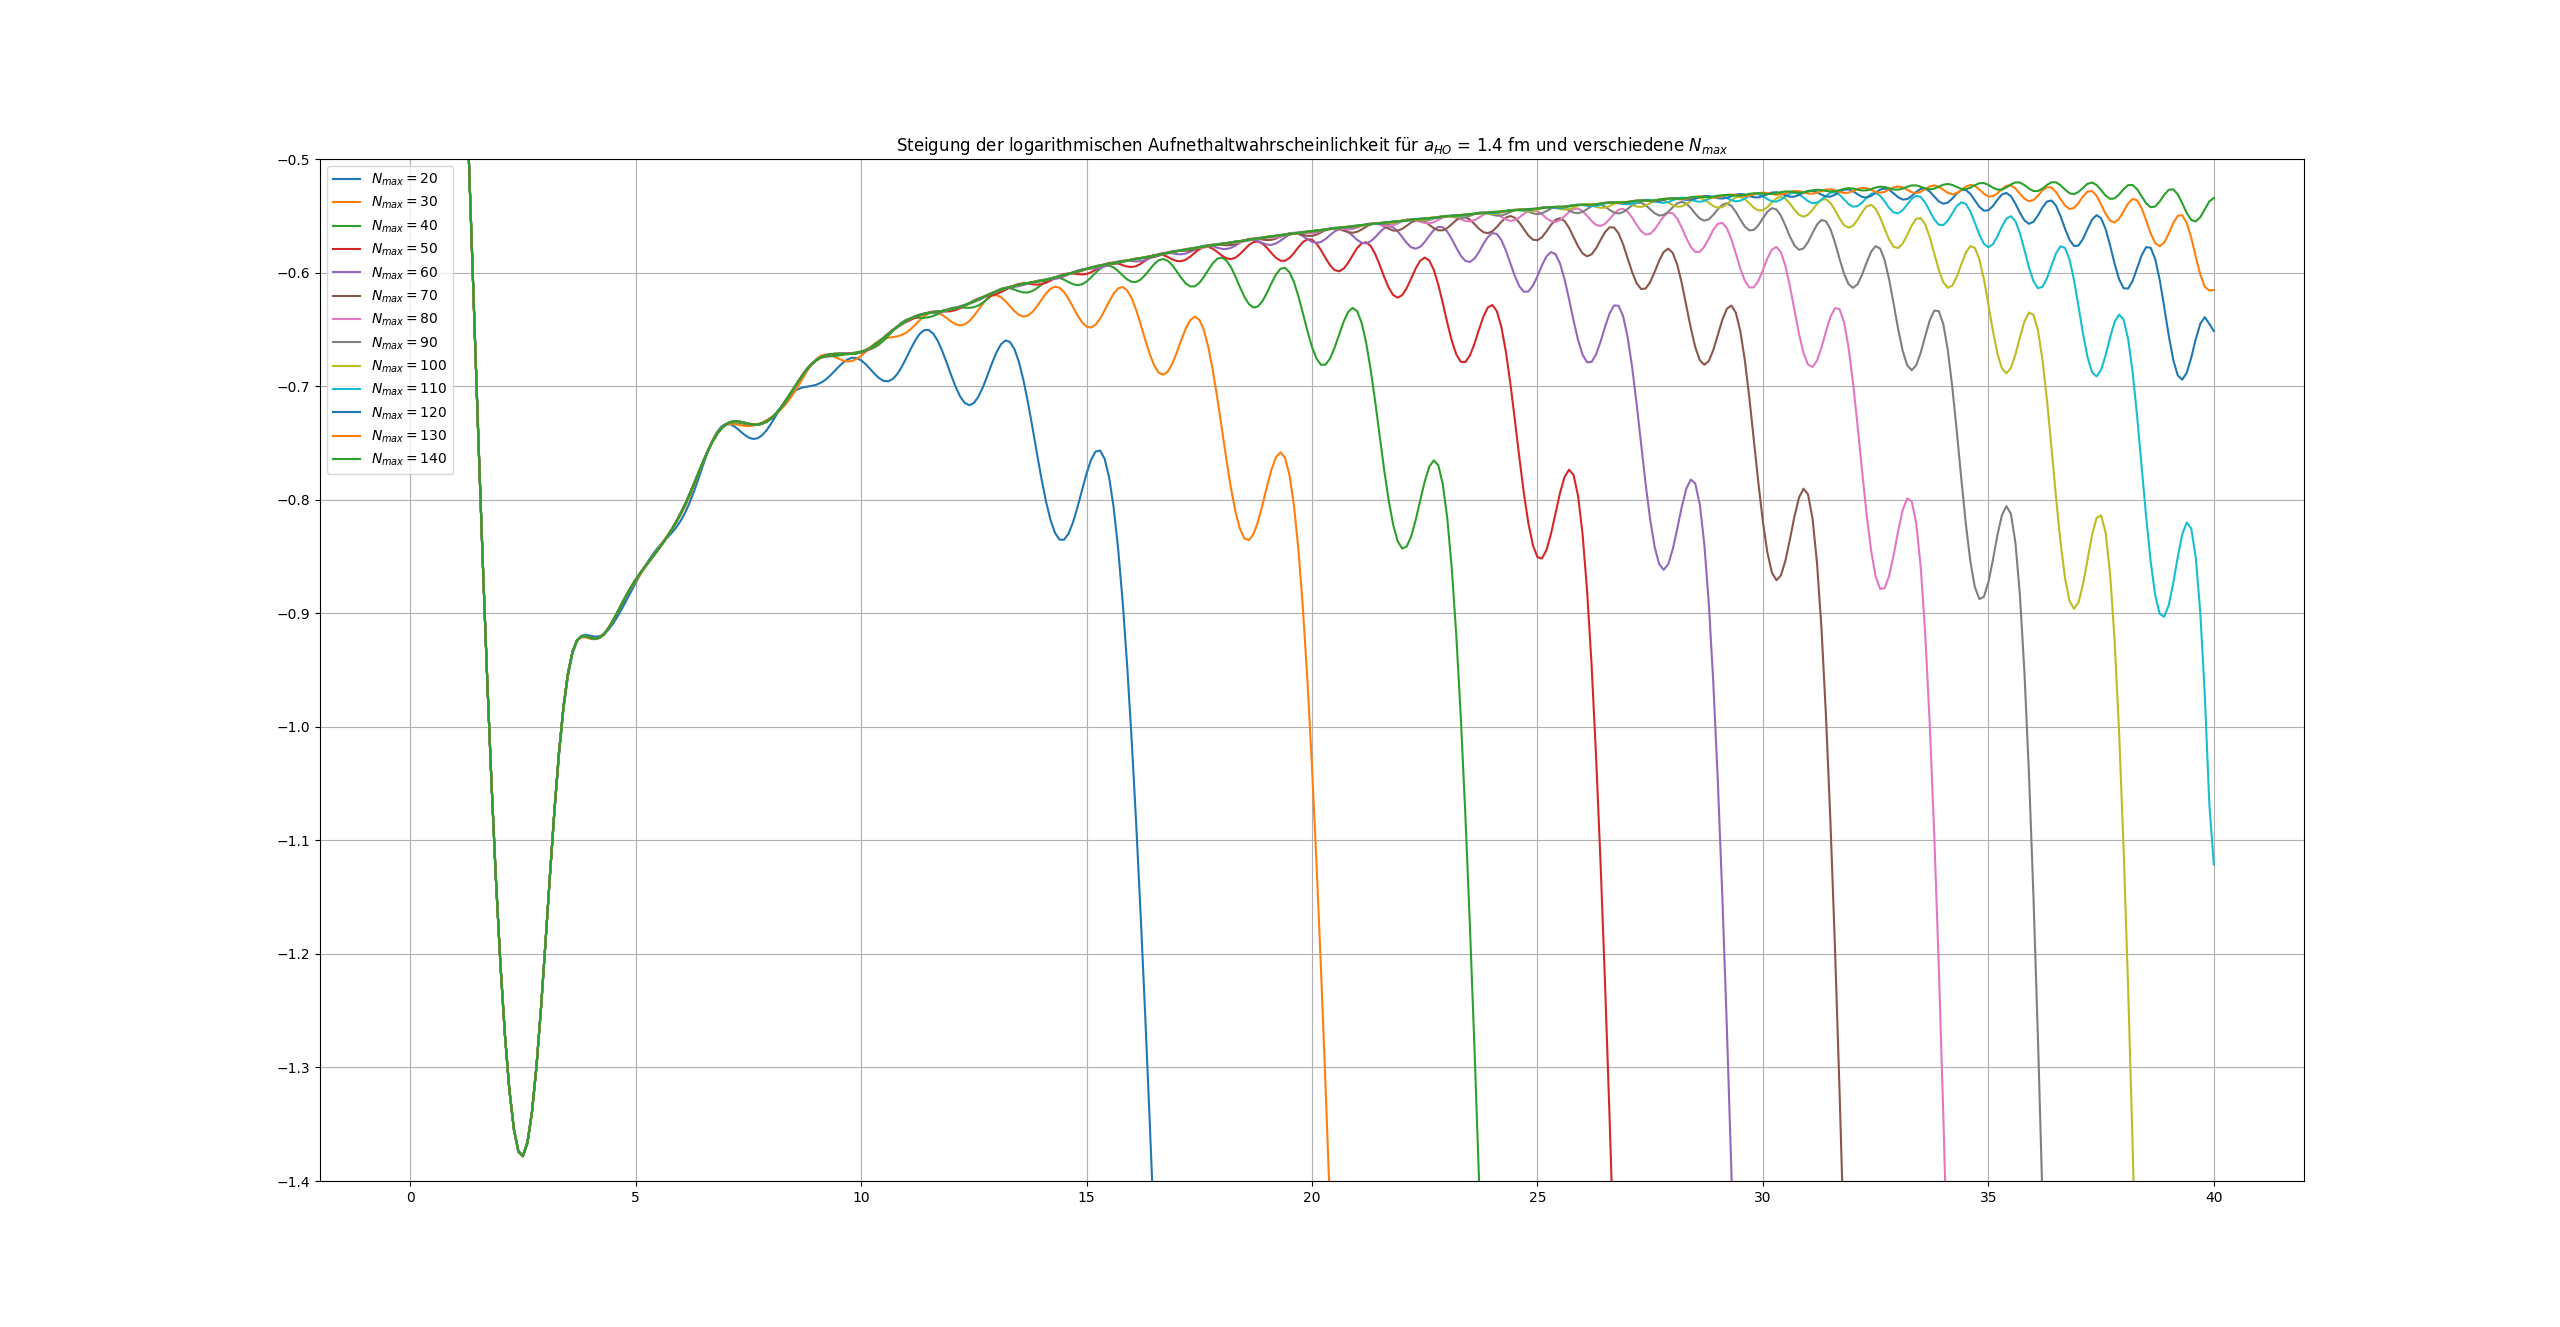 Steigung der logarithmischen Aufnethaltwahrscheinlichkeit für a_HO = 1.4 fm und verschiedene N_max
−0.5
−0.6
−0.7
−0.8
−0.9
−1.0
−1.1
−1.2
−1.3
−1.4
N_max = 20
N_max = 30
N_max = 40
N_max = 50
N_max = 60
N_max = 70
N_max = 80
N_max = 90
N_max = 100
N_max = 110
N_max = 120
N_max = 130
N_max = 140
0 5 10 15 20 25 30 35 40